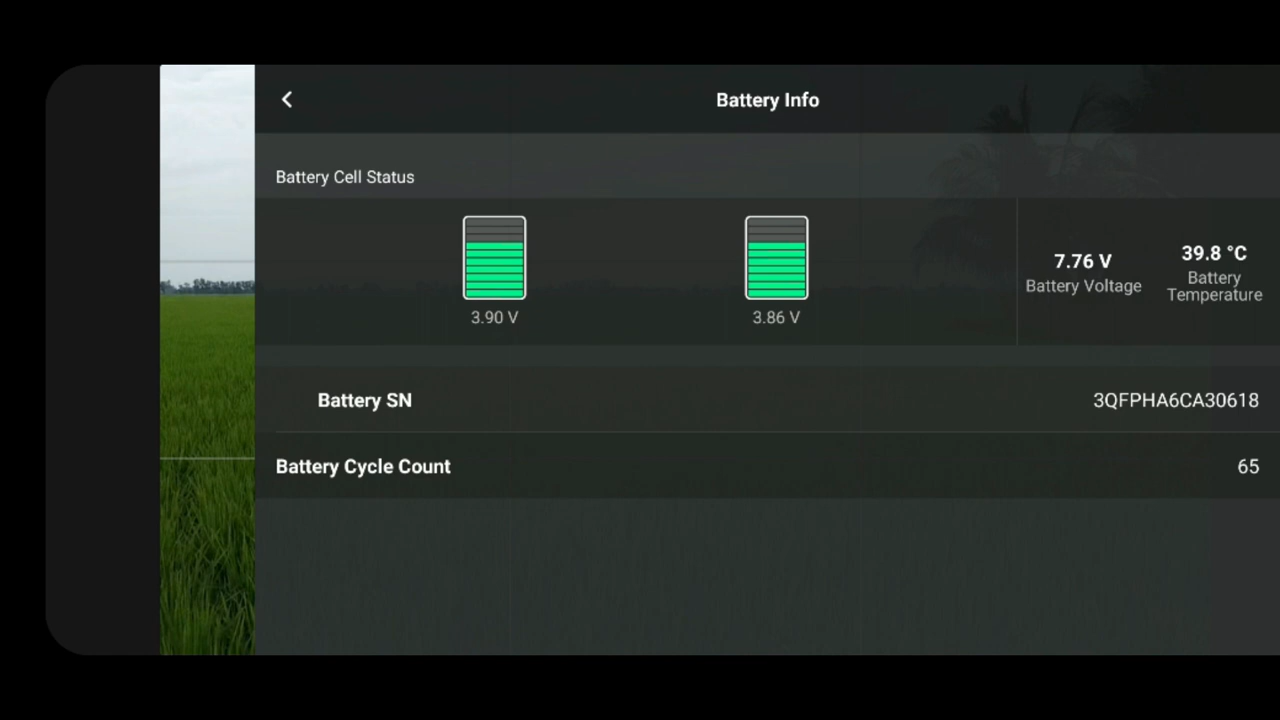 Battery Info
Battery Cell Status
3.90 V
3.86 V
7.76 V
Battery Voltage
39.8 °C
Battery
Temperature
Battery SN
3QFPHA6CA30618
Battery Cycle Count
65